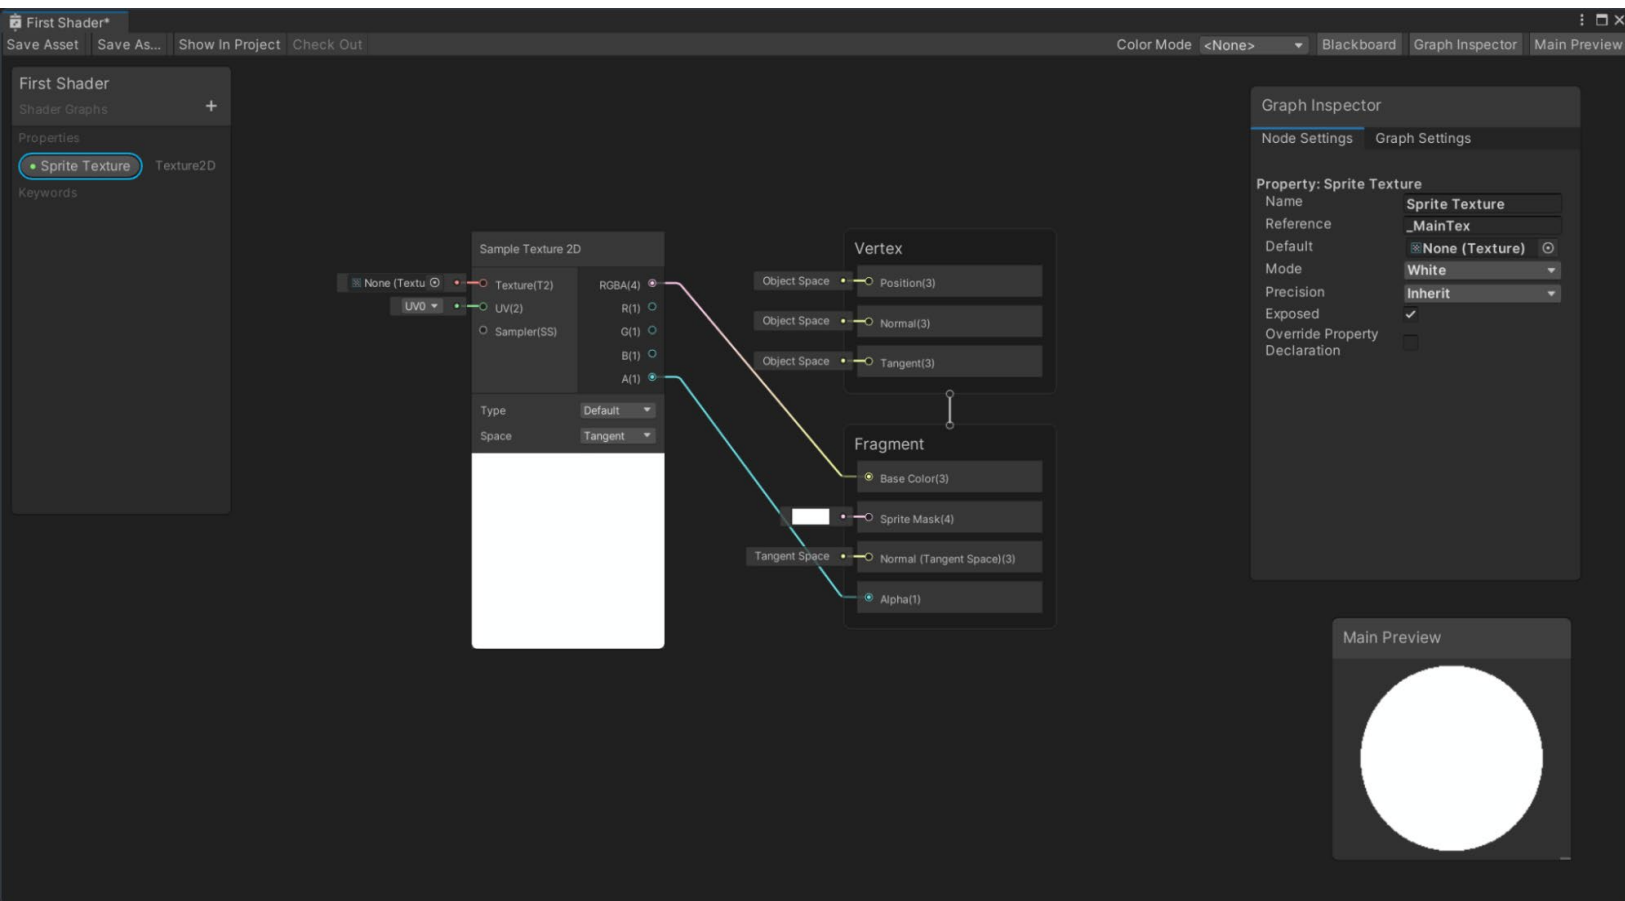 First Shader*
Save Asset Save As... Show In Project Check Out Color Mode <None> Blackboard Graph Inspector Main Preview
First Shader
Shader Graphs
+
Properties
Sprite Texture Texture2D
Keywords
Sample Texture 2D
None (Textu Texture(T2) RGBA(4)
UV0 UV(2) R(1)
Sampler(SS) G(1)
B(1)
A(1)
Type Default
Space Tangent
Vertex
Object Space Position(3)
Object Space Normal(3)
Object Space Tangent(3)
Fragment
Base Color(3)
Sprite Mask(4)
Tangent Space Normal (Tangent Space)(3)
Alpha(1)
Graph Inspector
Node Settings Graph Settings
Property: Sprite Texture
Name Sprite Texture
Reference _MainTex
Default None (Texture)
Mode White
Precision Inherit
Exposed
Override Property
Declaration
Main Preview